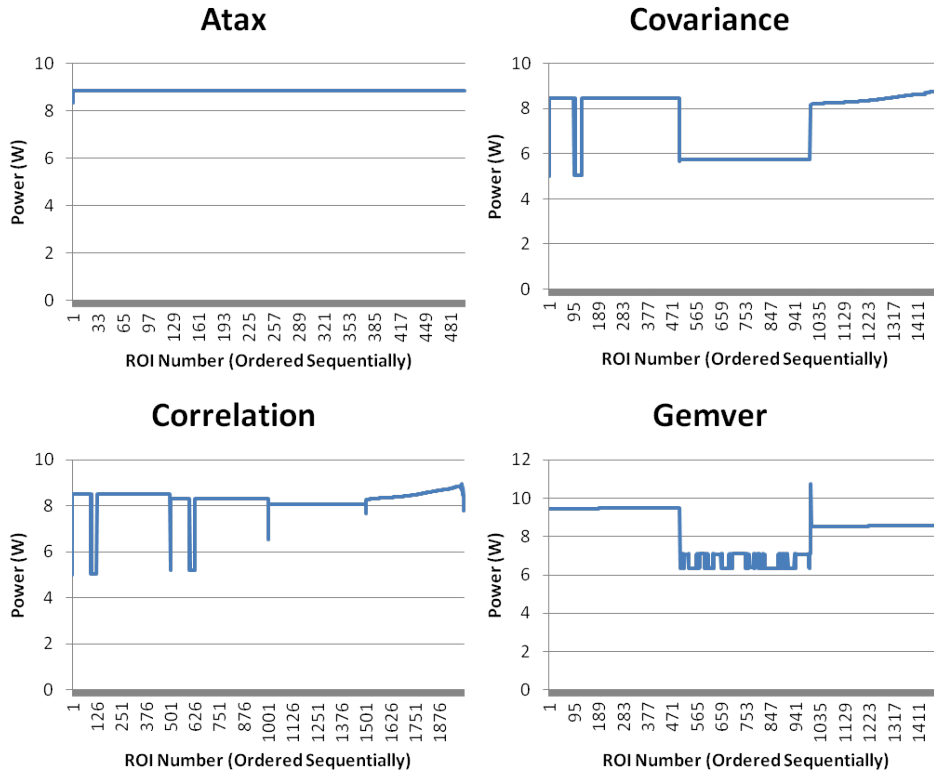 Atax
Power (W)
10
8
6
4
2
0
1 33 65 97 129 161 193 225 257 289 321 353 385 417 449 481
ROI Number (Ordered Sequentially)
Covariance
Power (W)
10
8
6
4
2
0
1 95 189 283 377 471 565 659 753 847 941 1035 1129 1223 1317 1411
ROI Number (Ordered Sequentially)
Correlation
Power (W)
10
8
6
4
2
0
1 126 251 376 501 626 751 876 1001 1126 1251 1376 1501 1626 1751 1876
ROI Number (Ordered Sequentially)
Gemver
Power (W)
12
10
8
6
4
2
0
1 95 189 283 377 471 565 659 753 847 941 1035 1129 1223 1317 1411
ROI Number (Ordered Sequentially)